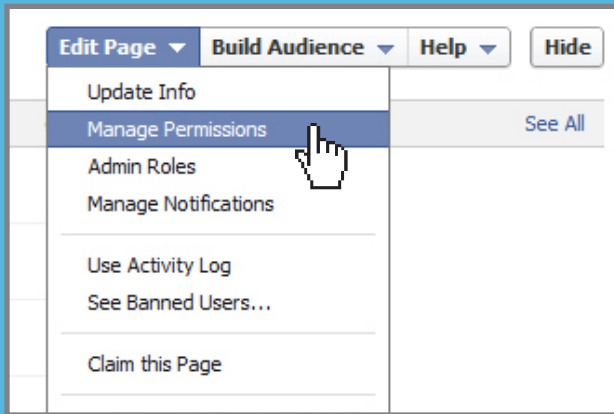 Edit Page Build Audience Help Hide
Update Info
Manage Permissions See All
Admin Roles
Manage Notifications
Use Activity Log
See Banned Users...
Claim this Page